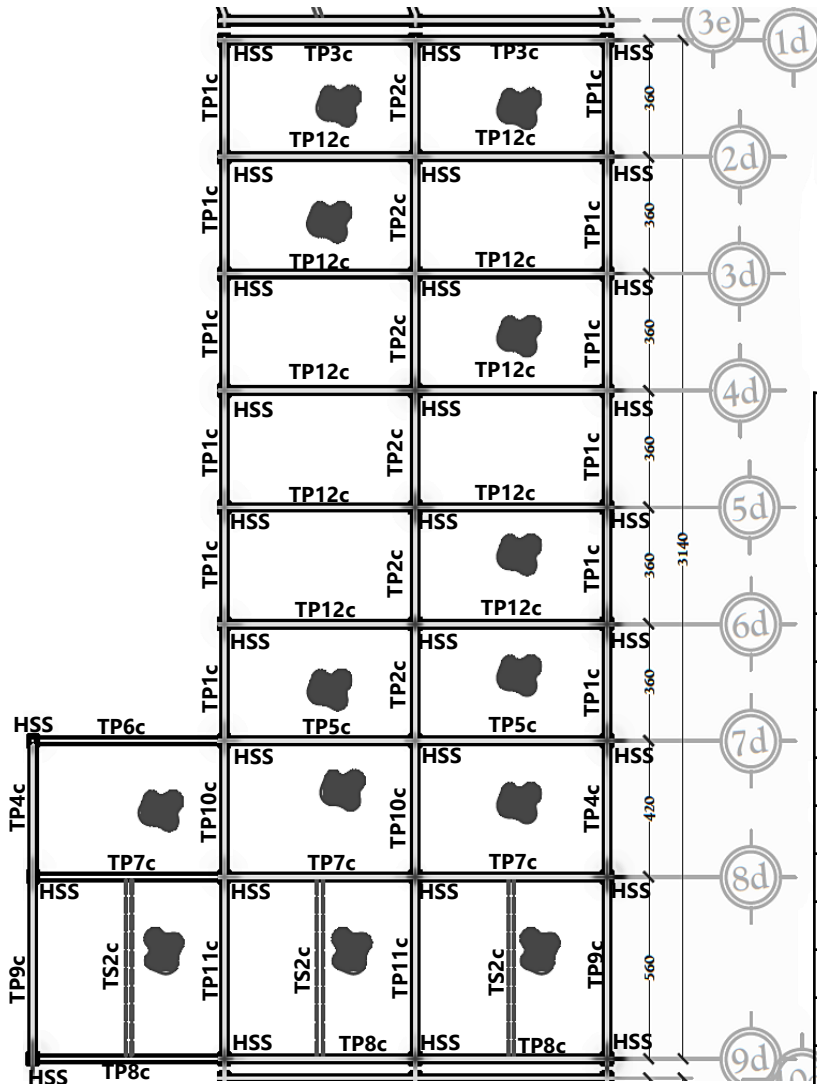 3e
1d
HSS TP3c HSS TP3c HSS
TP1c TP2c TP1c 360
TP12c TP12c
2d
HSS HSS HSS
TP1c TP2c TP1c 360
TP12c TP12c
3d
HSS HSS HSS
TP1c TP2c TP1c 360
TP12c TP12c
4d
HSS HSS HSS
TP1c TP2c TP1c 360
TP12c TP12c
5d
HSS HSS HSS
TP1c TP2c TP1c 360 3140
TP12c TP12c
6d
HSS HSS HSS
TP1c TP2c TP1c 360
HSS TP6c TP5c TP5c
7d
HSS HSS HSS
TP4c TP10c TP10c TP4c 420
TP7c TP7c TP7c
8d
HSS HSS HSS HSS
TP9c TS2c TP11c TS2c TP11c TS2c TP9c 560
HSS TP8c HSS TP8c HSS
9d
HSS TP8c